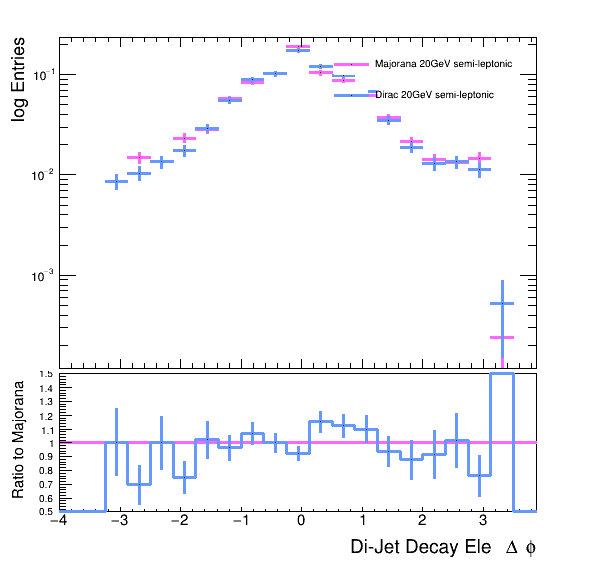 log Entries
10⁻¹
10⁻²
10⁻³
Majorana 20GeV semi-leptonic
Dirac 20GeV semi-leptonic
Ratio to Majorana
1.5
1.4
1.3
1.2
1.1
1
0.9
0.8
0.7
0.6
0.5
−4 −3 −2 −1 0 1 2 3
Di-Jet Decay Ele Δ ϕ